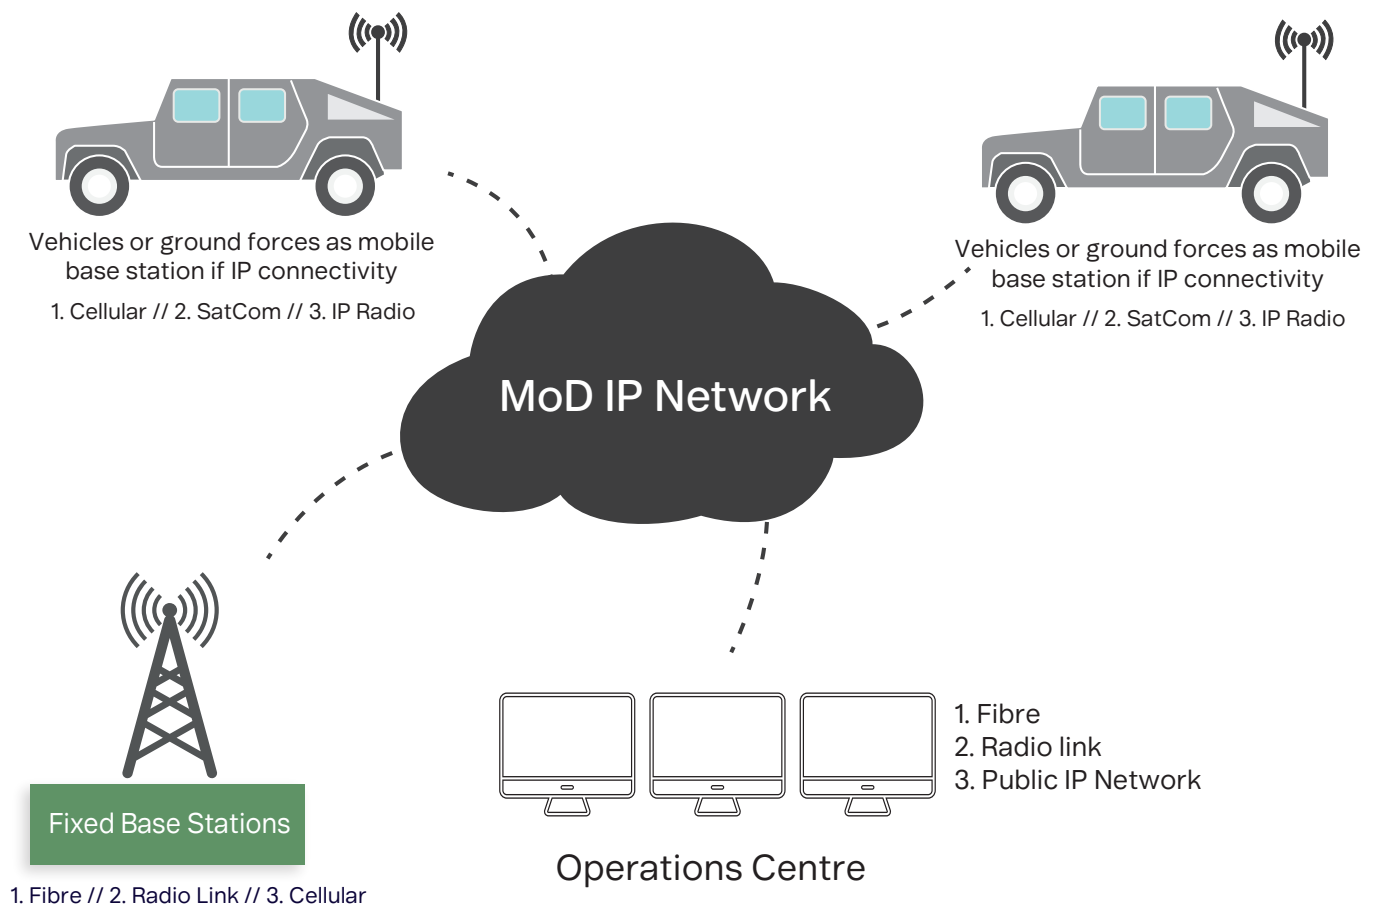 Vehicles or ground forces as mobile
base station if IP connectivity
1. Cellular // 2. SatCom // 3. IP Radio
Vehicles or ground forces as mobile
base station if IP connectivity
1. Cellular // 2. SatCom // 3. IP Radio
MoD IP Network
Fixed Base Stations
1. Fibre // 2. Radio Link // 3. Cellular
1. Fibre
2. Radio link
3. Public IP Network
Operations Centre